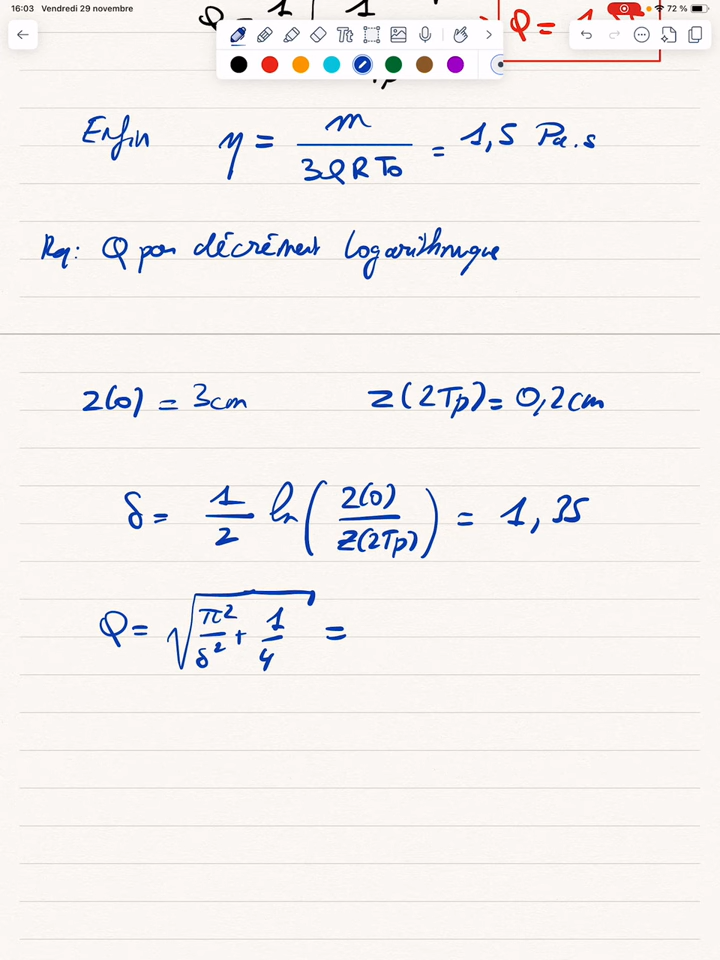 16:03 Vendredi 29 novembre 72 %
Enfin η = m / 3QRT₀ = 1,5 Pa.s
Rq: Q par décrément logarithmique
z(0) = 3cm z(2Tp) = 0,2cm
δ = 1/2 ln( z(0) / z(2Tp) ) = 1,35
Q = √( π²/δ² + 1/4 ) =